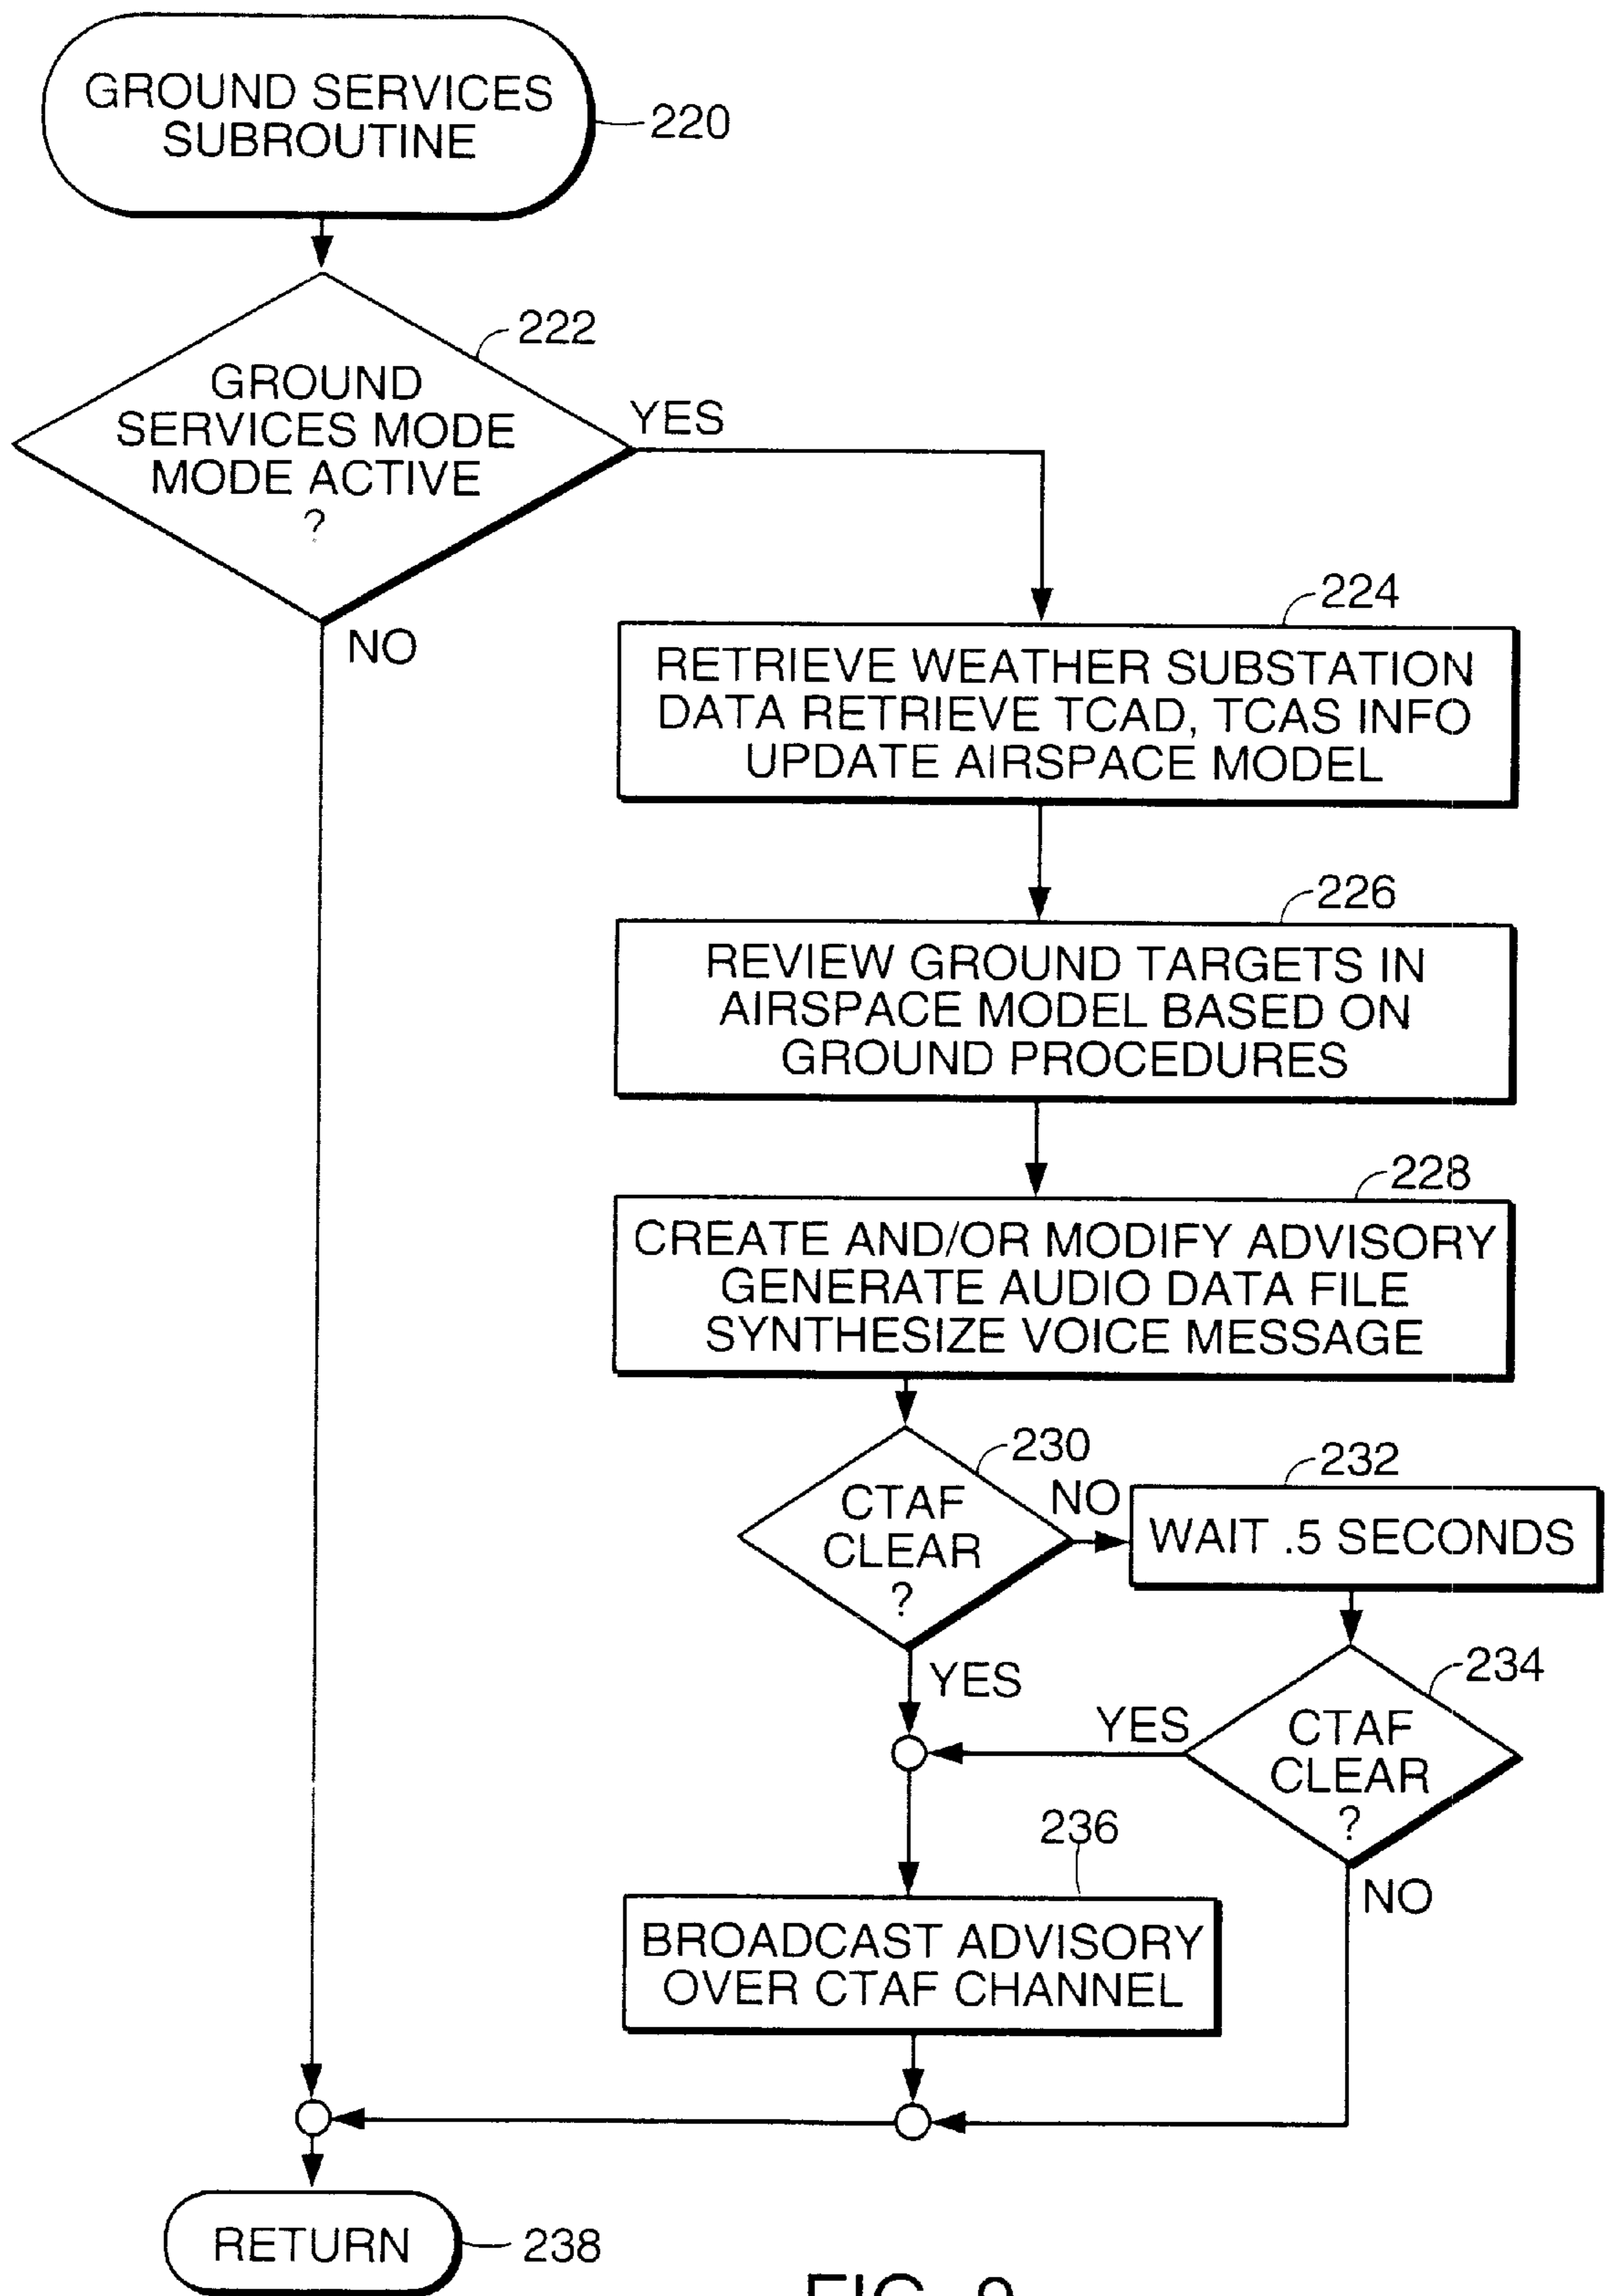 GROUND SERVICES
SUBROUTINE
220
222
GROUND
SERVICES MODE
MODE ACTIVE
?
YES
NO
224
RETRIEVE WEATHER SUBSTATION
DATA RETRIEVE TCAD, TCAS INFO
UPDATE AIRSPACE MODEL
226
REVIEW GROUND TARGETS IN
AIRSPACE MODEL BASED ON
GROUND PROCEDURES
228
CREATE AND/OR MODIFY ADVISORY
GENERATE AUDIO DATA FILE
SYNTHESIZE VOICE MESSAGE
230
CTAF
CLEAR
?
NO
232
WAIT .5 SECONDS
YES
234
CTAF
CLEAR
?
YES
NO
236
BROADCAST ADVISORY
OVER CTAF CHANNEL
RETURN
238